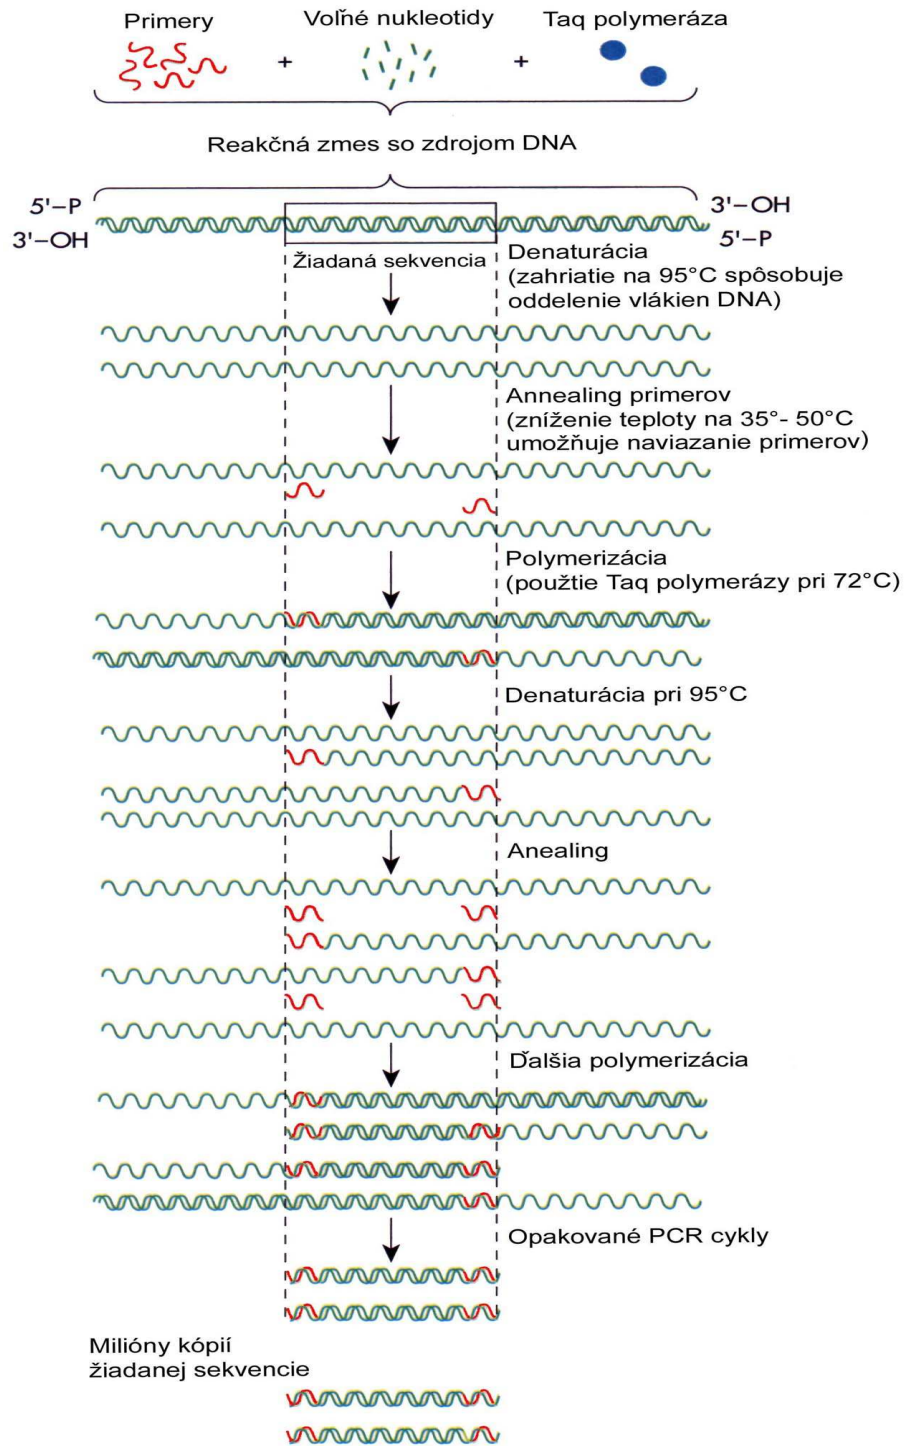 Primery
+
Voľné nukleotidy
+
Taq polymeráza
Reakčná zmes so zdrojom DNA
5'–P
3'–OH
3'–OH
5'–P
Žiadaná sekvencia
Denaturácia
(zahriatie na 95°C spôsobuje
oddelenie vlákien DNA)
Annealing primerov
(zníženie teploty na 35°- 50°C
umožňuje naviazanie primerov)
Polymerizácia
(použtie Taq polymerázy pri 72°C)
Denaturácia pri 95°C
Anealing
Ďalšia polymerizácia
Opakované PCR cykly
Milióny kópií
žiadanej sekvencie